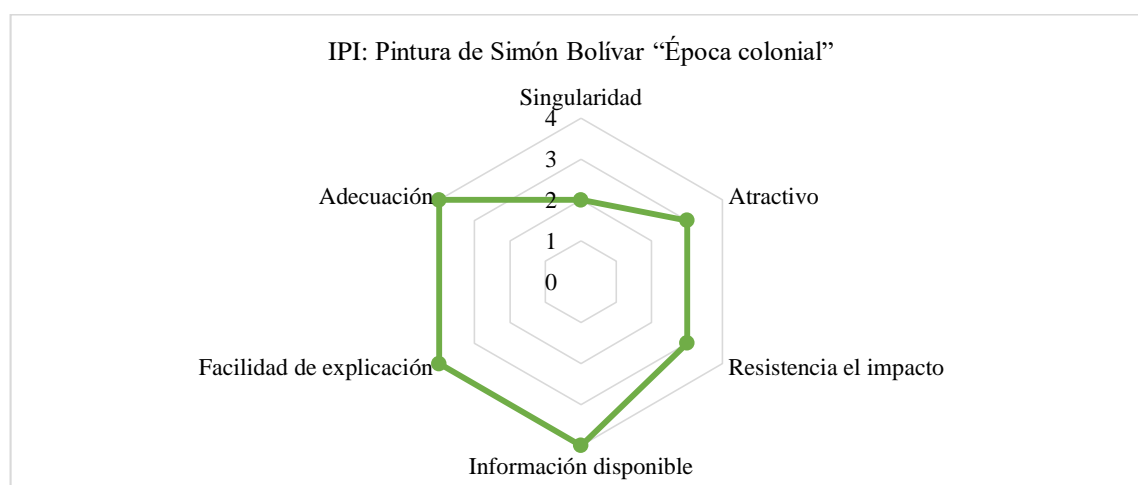 IPI: Pintura de Simón Bolívar “Época colonial”
Singularidad
4
3
Adecuación
2
Atractivo
1
0
Facilidad de explicación
Resistencia el impacto
Información disponible